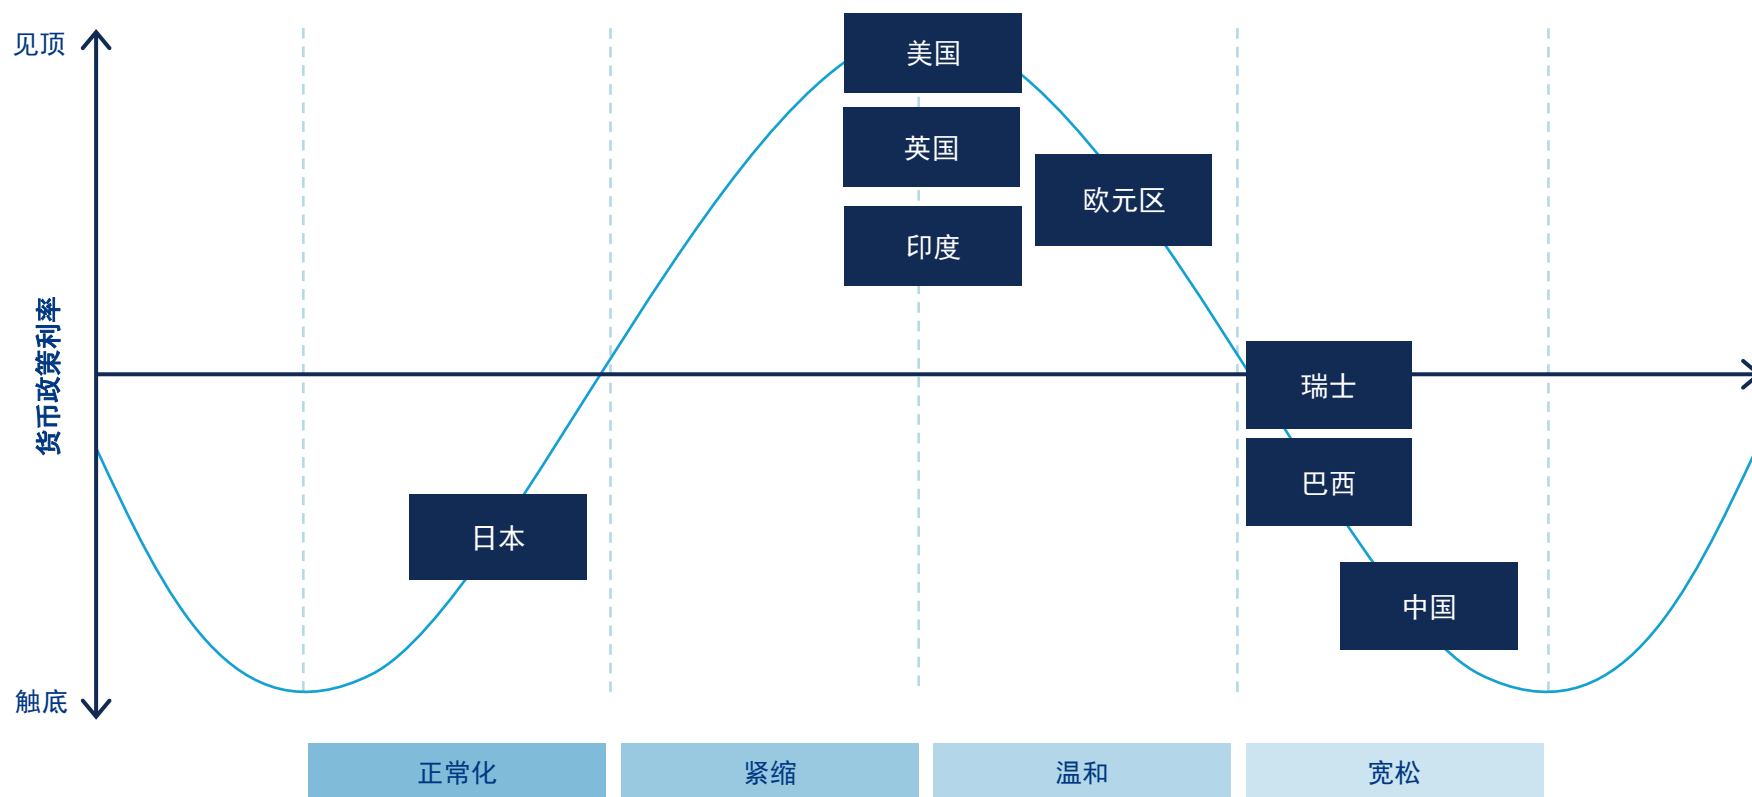 见顶
美国
英国
欧元区
印度
货币政策利率
瑞士
巴西
日本
中国
触底
正常化
紧缩
温和
宽松